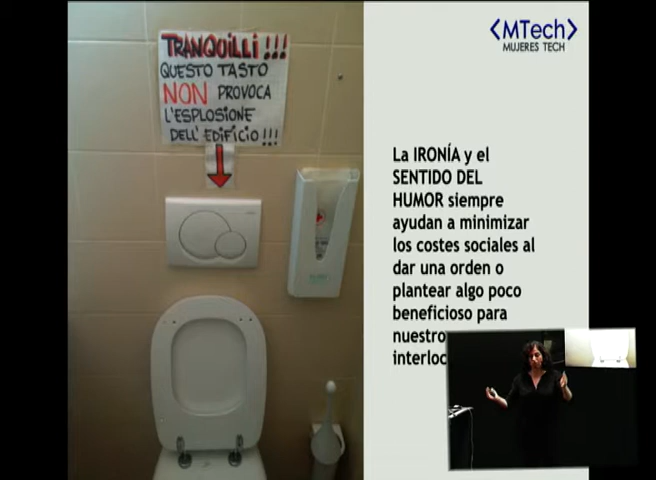 TRANQUILLI !!!
QUESTO TASTO
NON PROVOCA
L'ESPLOSIONE
DELL' EDIFICIO !!!
<MTech>
MUJERES TECH
La IRONÍA y el
SENTIDO DEL
HUMOR siempre
ayudan a minimizar
los costes sociales al
dar una orden o
plantear algo poco
beneficioso para